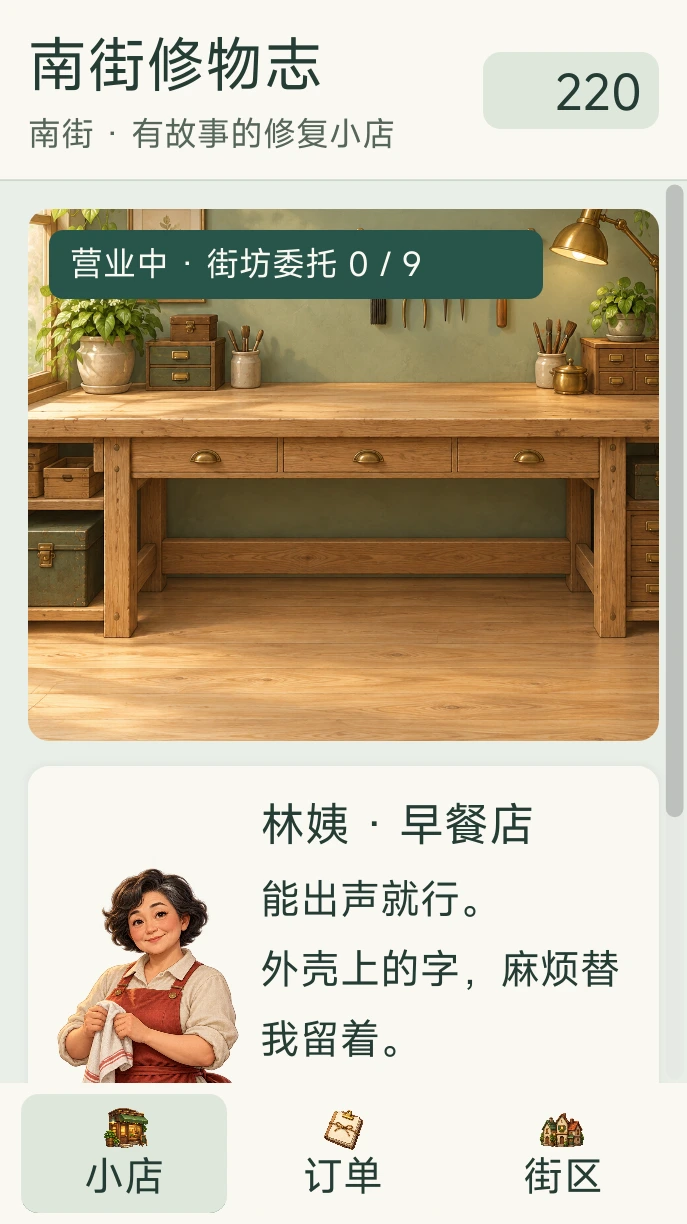 南街修物志
220
南街 · 有故事的修复小店
营业中 · 街坊委托 0 / 9
林姨 · 早餐店
能出声就行。
外壳上的字，麻烦替
我留着。
小店
订单
街区